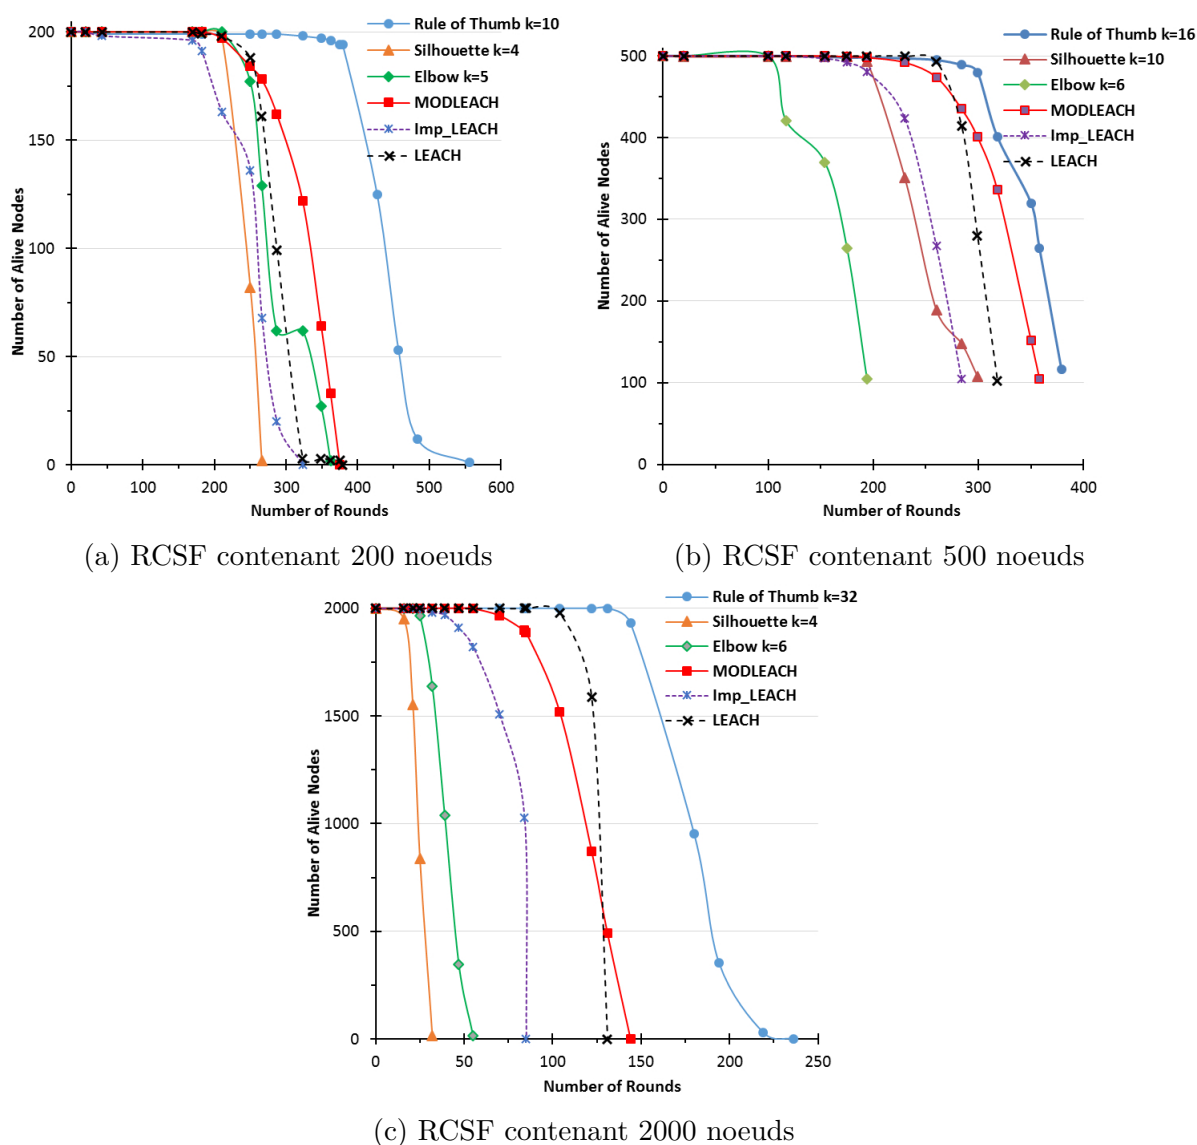 200
150
100
50
0
0
100
200
300
400
500
600
Number of Alive Nodes
Number of Rounds
Rule of Thumb k=10
Silhouette k=4
Elbow k=5
MODLEACH
Imp_LEACH
LEACH
(a) RCSF contenant 200 noeuds
500
400
300
200
100
0
0
100
200
300
400
Number of Alive Nodes
Number of Rounds
Rule of Thumb k=16
Silhouette k=10
Elbow k=6
MODLEACH
Imp_LEACH
LEACH
(b) RCSF contenant 500 noeuds
2000
1500
1000
500
0
0
50
100
150
200
250
Number of Alive Nodes
Number of Rounds
Rule of Thumb k=32
Silhouette k=4
Elbow k=6
MODLEACH
Imp_LEACH
LEACH
(c) RCSF contenant 2000 noeuds